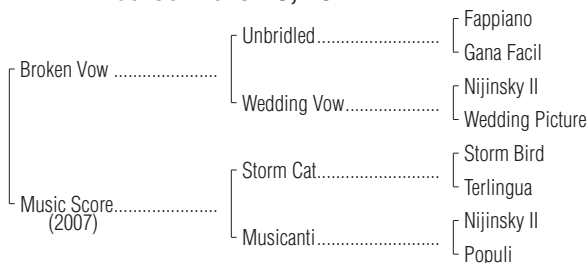 Fappiano
Unbridled
Gana Facil
Broken Vow
Nijinsky II
Wedding Vow
Wedding Picture
Storm Bird
Storm Cat
Terlingua
Music Score
(2007)
Nijinsky II
Musicanti
Populi